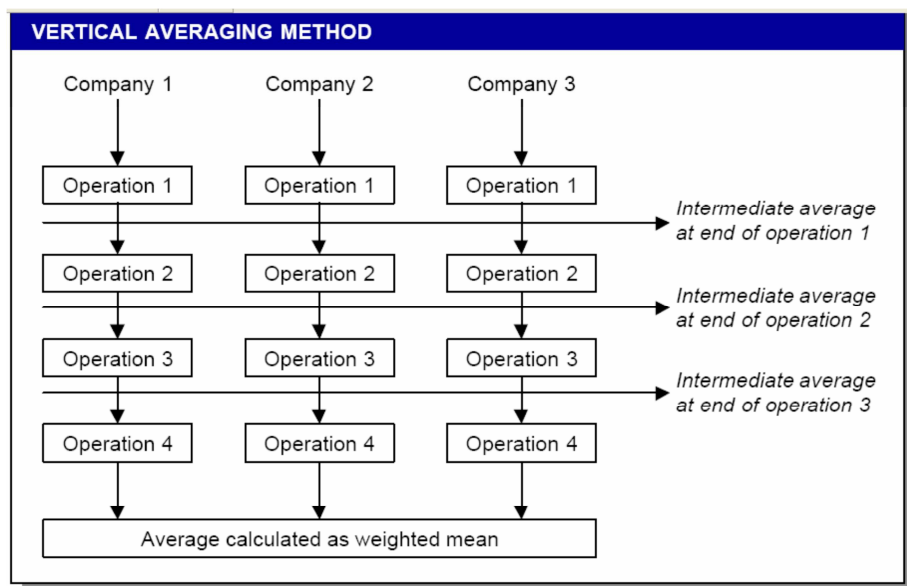 VERTICAL AVERAGING METHOD
Company 1
Company 2
Company 3
Operation 1
Operation 1
Operation 1
Intermediate average
at end of operation 1
Operation 2
Operation 2
Operation 2
Intermediate average
at end of operation 2
Operation 3
Operation 3
Operation 3
Intermediate average
at end of operation 3
Operation 4
Operation 4
Operation 4
Average calculated as weighted mean